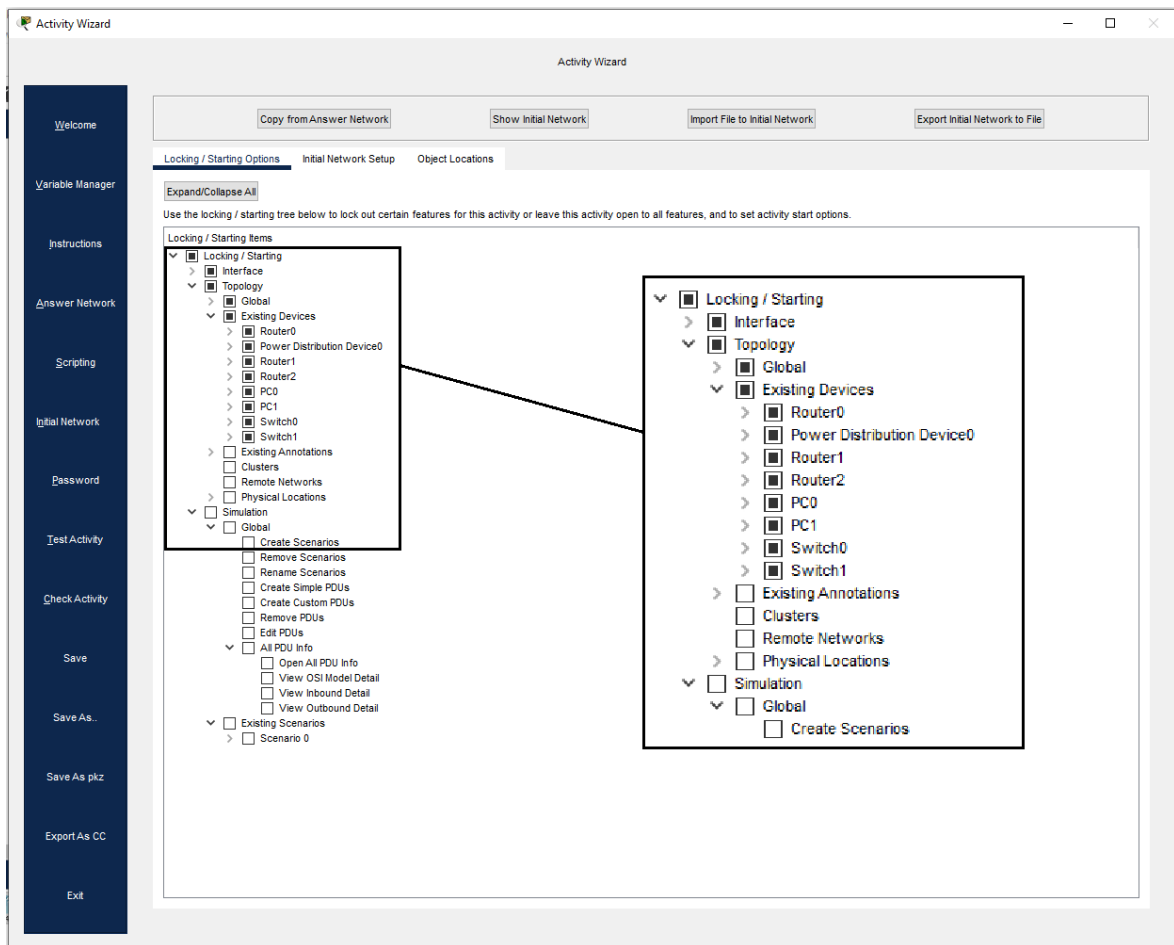 Activity Wizard
Activity Wizard
Welcome
Variable Manager
Instructions
Answer Network
Scripting
Initial Network
Password
Test Activity
Check Activity
Save
Save As..
Save As pkz
Export As CC
Exit
Copy from Answer Network
Show Initial Network
Import File to Initial Network
Export Initial Network to File
Locking / Starting Options
Initial Network Setup
Object Locations
Expand/Collapse All
Use the locking / starting tree below to lock out certain features for this activity or leave this activity open to all features, and to set activity start options.
Locking / Starting Items
Locking / Starting
Interface
Topology
Global
Existing Devices
Router0
Power Distribution Device0
Router1
Router2
PC0
PC1
Switch0
Switch1
Existing Annotations
Clusters
Remote Networks
Physical Locations
Simulation
Global
Create Scenarios
Remove Scenarios
Rename Scenarios
Create Simple PDUs
Create Custom PDUs
Remove PDUs
Edit PDUs
All PDU Info
Open All PDU Info
View OSI Model Detail
View Inbound Detail
View Outbound Detail
Existing Scenarios
Scenario 0
Locking / Starting
Interface
Topology
Global
Existing Devices
Router0
Power Distribution Device0
Router1
Router2
PC0
PC1
Switch0
Switch1
Existing Annotations
Clusters
Remote Networks
Physical Locations
Simulation
Global
Create Scenarios